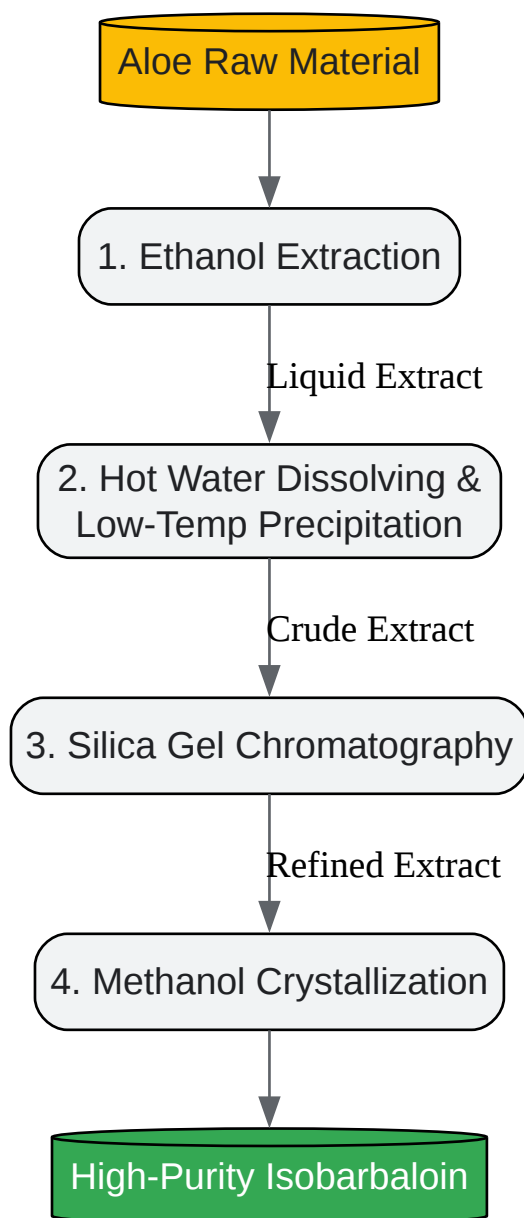 Aloe Raw Material
1. Ethanol Extraction
Liquid Extract
2. Hot Water Dissolving &
Low-Temp Precipitation
Crude Extract
3. Silica Gel Chromatography
Refined Extract
4. Methanol Crystallization
High-Purity Isobarbaloin